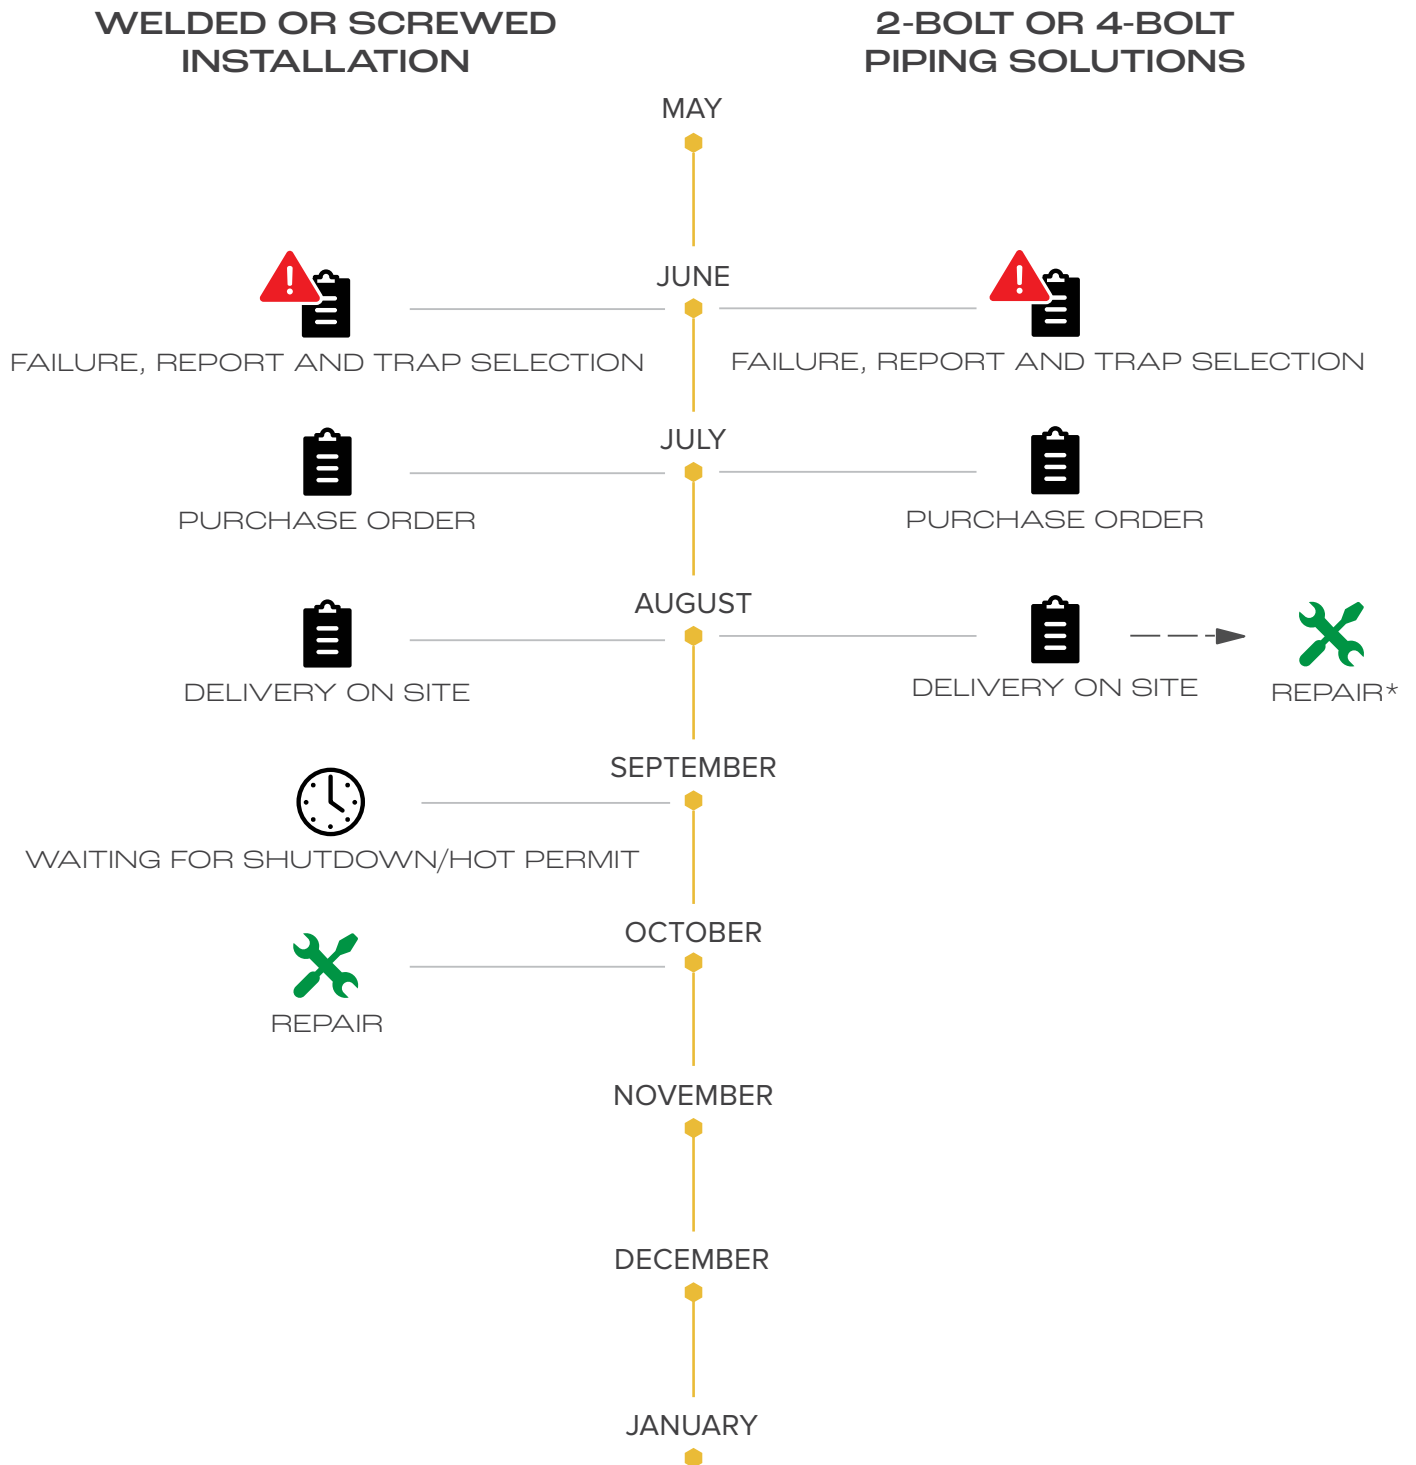 WELDED OR SCREWED
INSTALLATION
2-BOLT OR 4-BOLT
PIPING SOLUTIONS
MAY
JUNE
FAILURE, REPORT AND TRAP SELECTION
FAILURE, REPORT AND TRAP SELECTION
JULY
PURCHASE ORDER
PURCHASE ORDER
AUGUST
DELIVERY ON SITE
DELIVERY ON SITE
REPAIR*
SEPTEMBER
WAITING FOR SHUTDOWN/HOT PERMIT
OCTOBER
REPAIR
NOVEMBER
DECEMBER
JANUARY